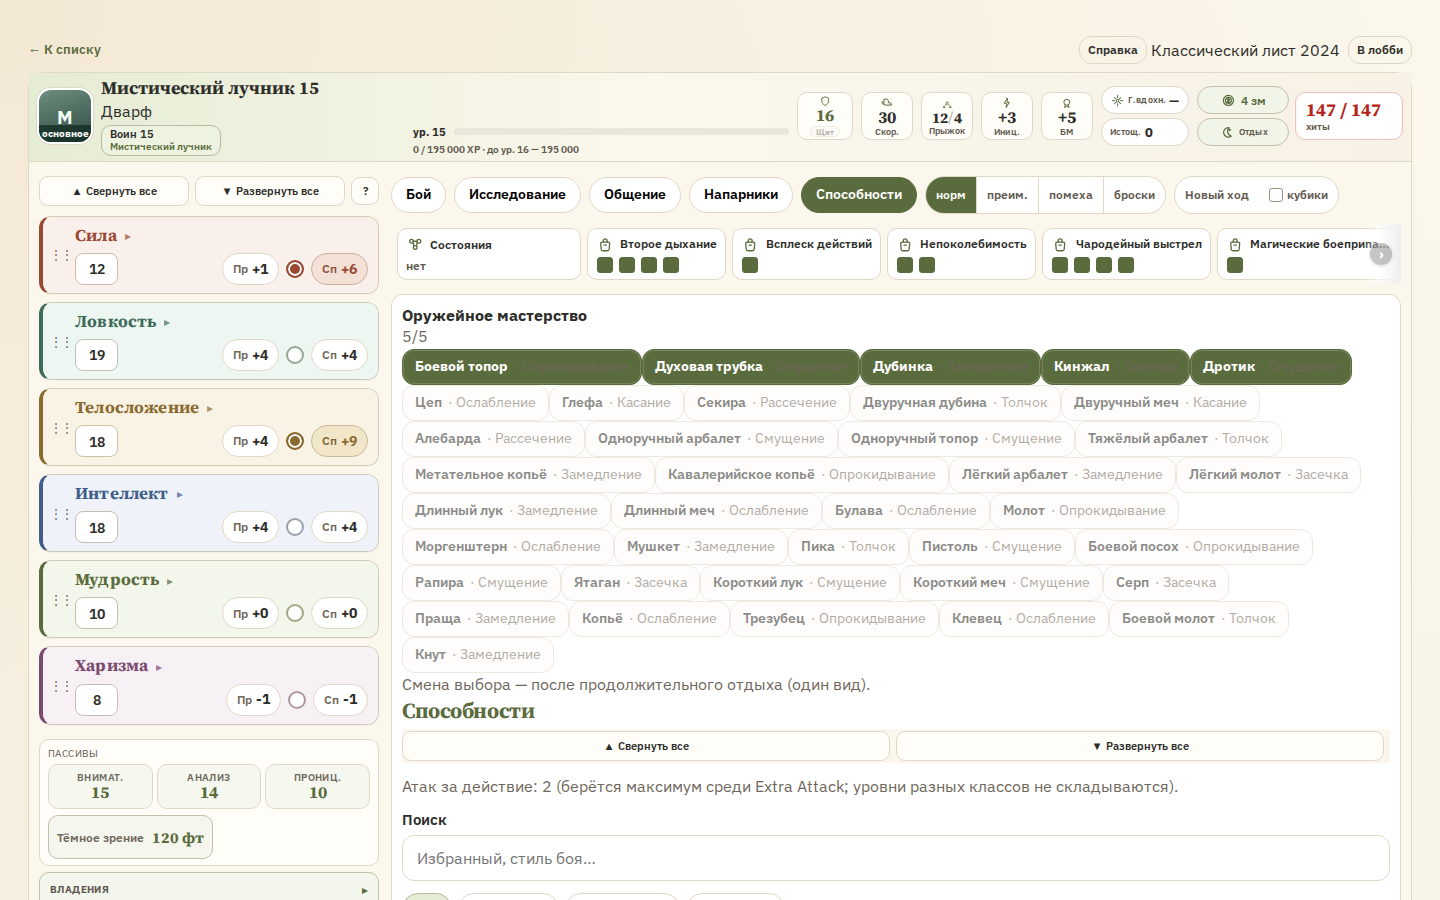 ← К списку
Справка Классический лист 2024 В лобби
М
основное
Мистический лучник 15
Дварф
Воин 15
Мистический лучник
ур. 15
0 / 195 000 XP · до ур. 16 — 195 000
16
Щит
30
Скор.
12/4
Прыжок
+3
Иниц.
+5
БМ
Г.вдохн. —
Истощ. 0
4 зм
Отдых
147 / 147
хиты
▲ Свернуть все ▼ Развернуть все ?
Сила ▸
12 Пр +1 Сп +6
Ловкость ▸
19 Пр +4 Сп +4
Телосложение ▸
18 Пр +4 Сп +9
Интеллект ▸
18 Пр +4 Сп +4
Мудрость ▸
10 Пр +0 Сп +0
Харизма ▸
8 Пр -1 Сп -1
ПАССИВЫ
ВНИМАТ. АНАЛИЗ ПРОНИЦ.
15 14 10
Тёмное зрение 120 фт
ВЛАДЕНИЯ ▸
Бой Исследование Общение Напарники Способности норм преим. помеха броски Новый ход кубики
Состояния
нет
Второе дыхание
Всплеск действий
Непоколебимость
Чародейный выстрел
Магические боеприпа...
Оружейное мастерство
5/5
Боевой топор Духовая трубка Смущение Дубинка Замедление Кинжал Засечка Дротик Смущение
Цеп · Ослабление Глефа · Касание Секира · Рассечение Двуручная дубина · Толчок Двуручный меч · Касание
Алебарда · Рассечение Одноручный арбалет · Смущение Одноручный топор · Смущение Тяжёлый арбалет · Толчок
Метательное копьё · Замедление Кавалерийское копьё · Опрокидывание Лёгкий арбалет · Замедление Лёгкий молот · Засечка
Длинный лук · Замедление Длинный меч · Ослабление Булава · Ослабление Молот · Опрокидывание
Моргенштерн · Ослабление Мушкет · Замедление Пика · Толчок Пистоль · Смущение Боевой посох · Опрокидывание
Рапира · Смущение Ятаган · Засечка Короткий лук · Смущение Короткий меч · Смущение Серп · Засечка
Праща · Замедление Копьё · Ослабление Трезубец · Опрокидывание Клевец · Ослабление Боевой молот · Толчок
Кнут · Замедление
Смена выбора — после продолжительного отдыха (один вид).
Способности
▲ Свернуть все ▼ Развернуть все
Атак за действие: 2 (берётся максимум среди Extra Attack; уровни разных классов не складываются).
Поиск
Избранный, стиль боя…